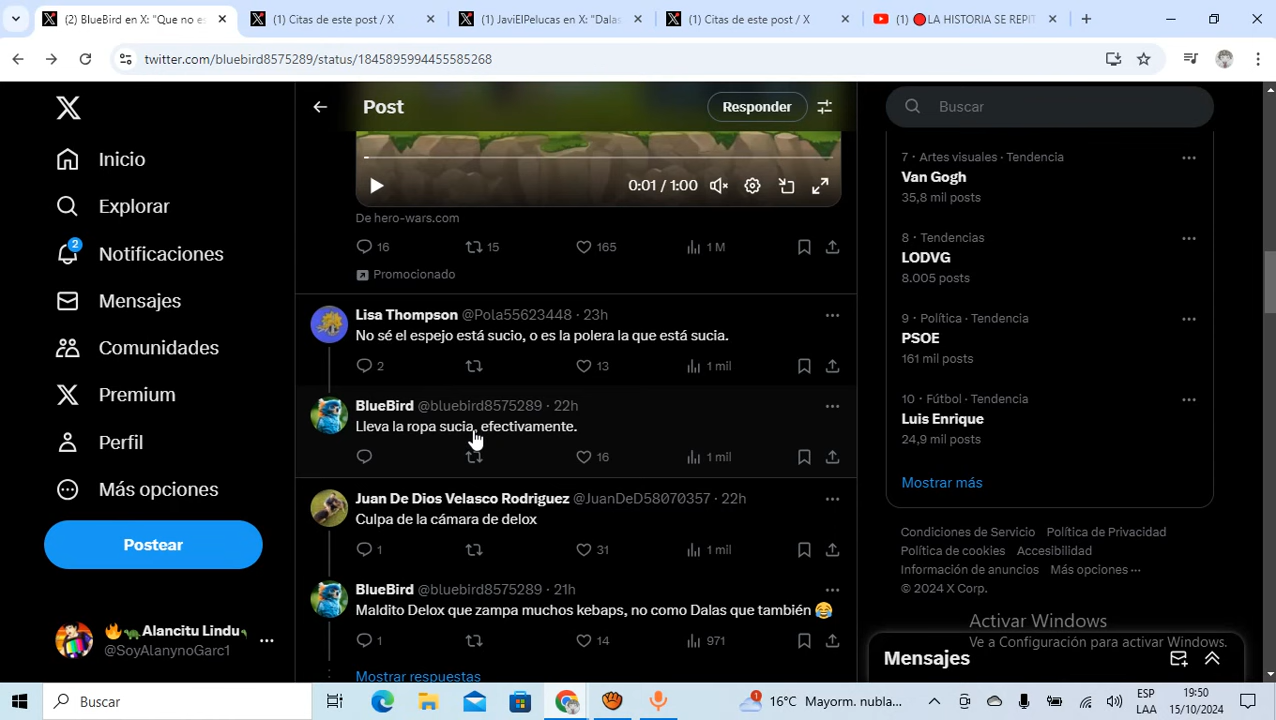 (2) BlueBird en X: "Que no es
(1) Citas de este post / X
(1) JaviElPelucas en X: "Dalas
(1) Citas de este post / X
(1) 🔴LA HISTORIA SE REPIT
twitter.com/bluebird8575289/status/1845895994455585268
Inicio
Explorar
2
Notificaciones
Mensajes
Comunidades
Premium
Perfil
Más opciones
Postear
🔥🐢Alancitu Lindu
@SoyAlanynoGarc1
Post
Responder
0:01 / 1:00
De hero-wars.com
16 15 165 1 M
Promocionado
Lisa Thompson @Pola55623448 · 23h
No sé el espejo está sucio, o es la polera la que está sucia.
2 13 1 mil
BlueBird @bluebird8575289 · 22h
Lleva la ropa sucia, efectivamente.
16 1 mil
Juan De Dios Velasco Rodriguez @JuanDeD58070357 · 22h
Culpa de la cámara de delox
1 31 1 mil
BlueBird @bluebird8575289 · 21h
Maldito Delox que zampa muchos kebaps, no como Dalas que también 😂
1 14 971
Mostrar respuestas
Buscar
7 · Artes visuales · Tendencia
Van Gogh
35,8 mil posts
8 · Tendencias
LODVG
8.005 posts
9 · Política · Tendencia
PSOE
161 mil posts
10 · Fútbol · Tendencia
Luis Enrique
24,9 mil posts
Mostrar más
Condiciones de Servicio Política de Privacidad
Política de cookies Accesibilidad
Información de anuncios Más opciones ···
© 2024 X Corp.
Activar Windows
Ve a Configuración para activar Windows.
Mensajes
Buscar
1
16°C Mayorm. nubla...
ESP
LAA
19:50
15/10/2024